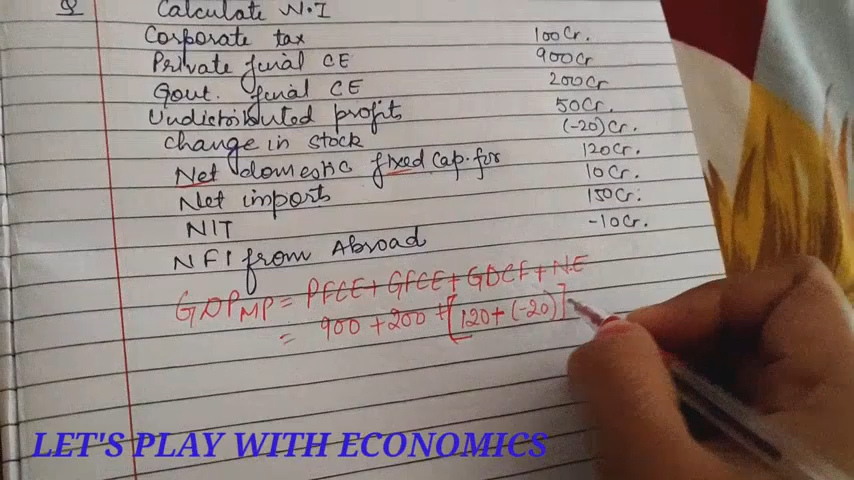 Q Calculate N.I
Corporate tax 100Cr.
Private final CE 900Cr
Govt. final CE 200Cr
Undistributed profit 50Cr.
Change in stock (-20)Cr.
Net domestic fixed cap. for 120Cr.
Net imports 10Cr.
NIT 150Cr.
NFI from Abroad -10Cr.
GDPMP = PFCE + GFCE + GDCF + N.E
= 900 + 200 + [120 + (-20)]
LET'S PLAY WITH ECONOMICS